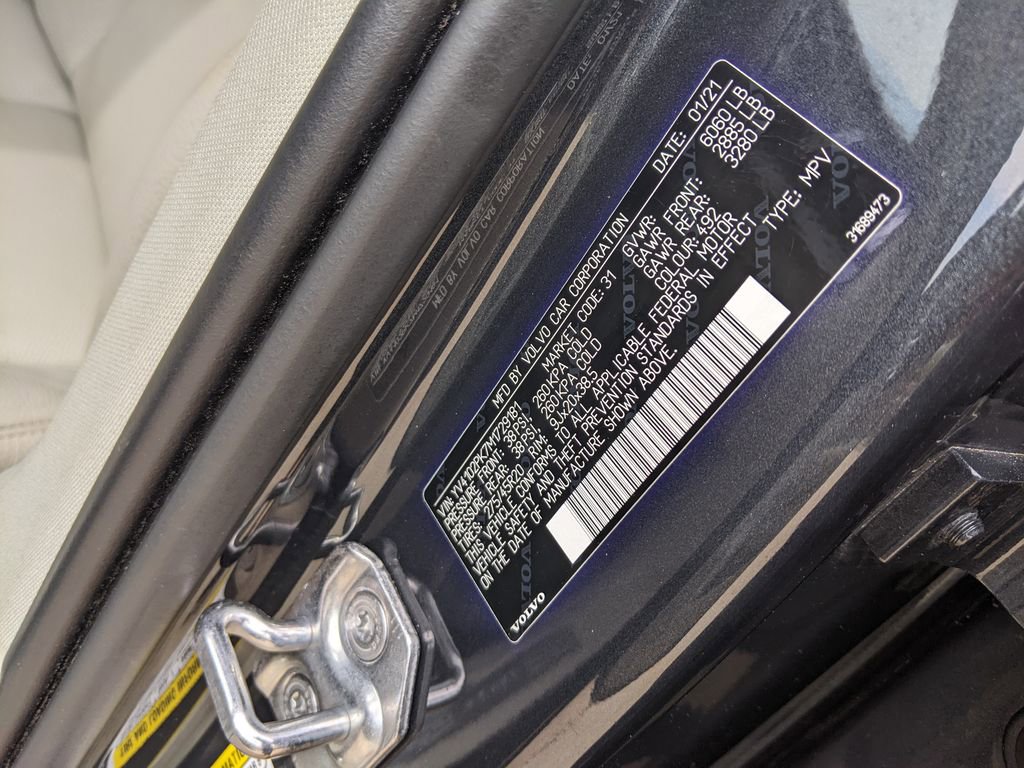 MFD BY VOLVO CAR CORPORATION DATE: 01/21
VIN: YV4102PK7M1729181 MARKET CODE: 31 GVWR: 6060 LB
PRESSURE FRONT: 38PSI 260KPA COLD GAWR FRONT: 2885 LB
PRESSURE REAR: 38PSI 260KPA COLD GAWR REAR: 3280 LB
TIRES: 275/45R20 RIM: 9JX20X38.5 COLOUR: 492
THIS VEHICLE CONFORMS TO ALL APPLICABLE FEDERAL MOTOR
VEHICLE SAFETY AND THEFT PREVENTION STANDARDS IN EFFECT
ON THE DATE OF MANUFACTURE SHOWN ABOVE. TYPE: MPV
VOLVO 31689473